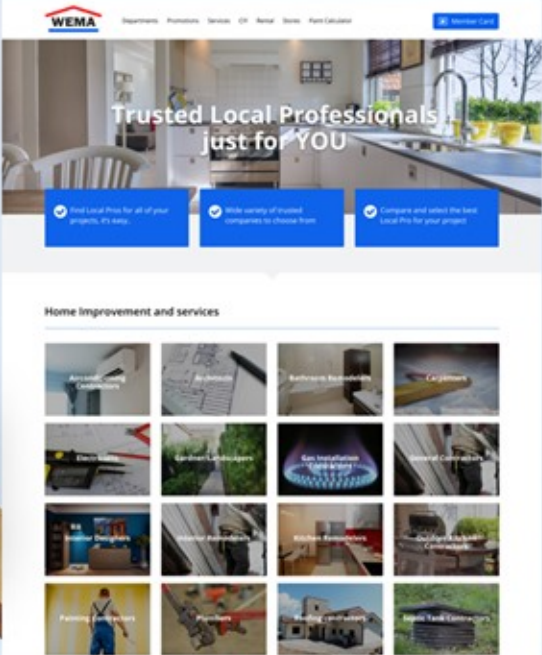 WEMA
Departments Promotions Services DIY Rental Stores Paint Calculator
Member Card
Trusted Local Professionals
just for YOU
Find Local Pros for all of your
projects, it's easy..
Wide variety of trusted
companies to choose from
Compare and select the best
Local Pro for your project
Home Improvement and services
Airconditioning
Contractors
Architects
Bathroom Remodelers
Carpenters
Electricians
Gardner Landscapers
Gas Installation
Contractors
General Contractors
Interior Designers
Interior Remodelers
Kitchen Remodelers
Outdoor Kitchen
Contractors
Painting Contractors
Plumbers
Roofing contractors
Septic Tank Contractors